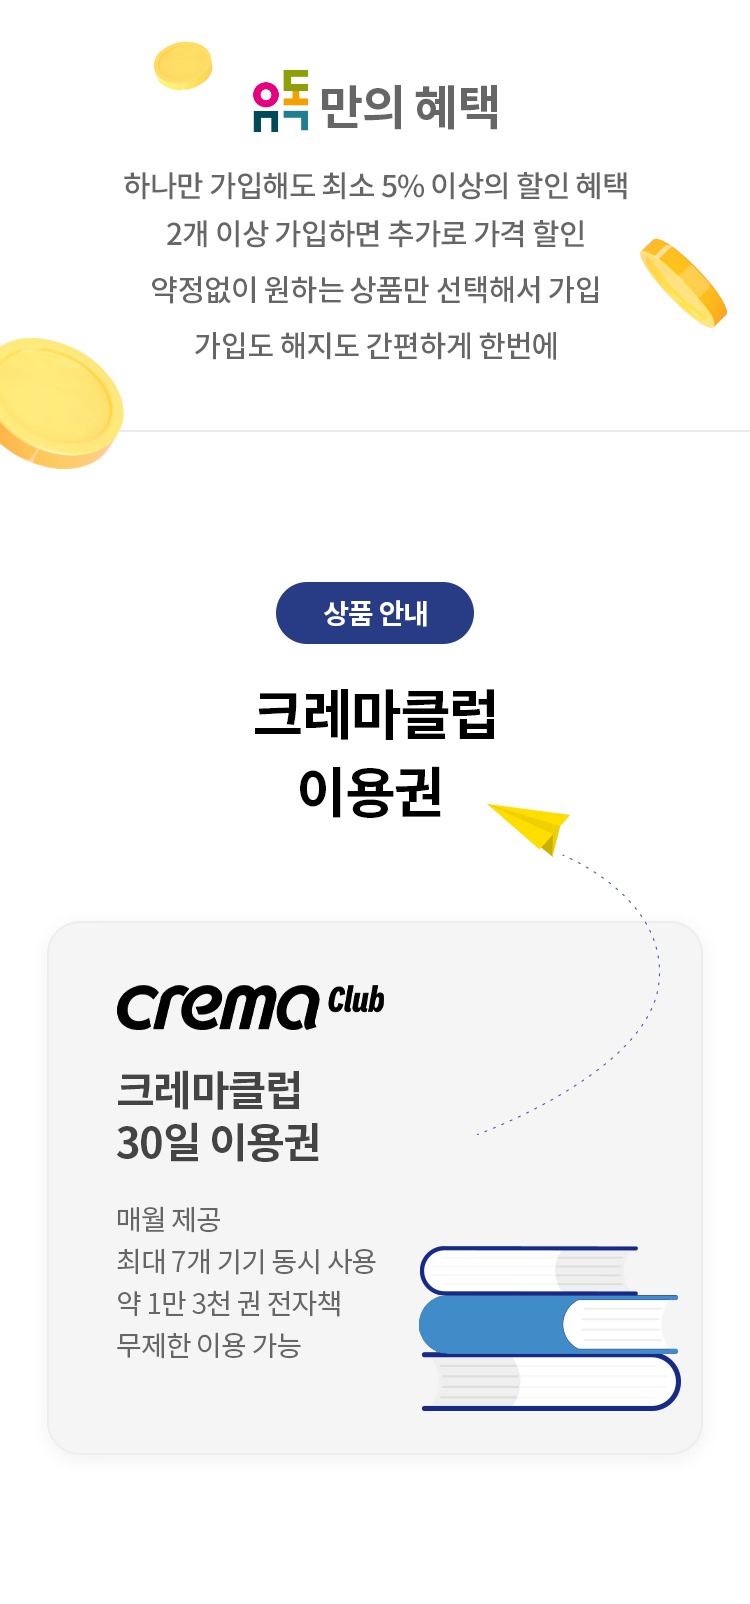 유독만의 혜택
하나만 가입해도 최소 5% 이상의 할인 혜택
2개 이상 가입하면 추가로 가격 할인
약정없이 원하는 상품만 선택해서 가입
가입도 해지도 간편하게 한번에
상품 안내
크레마클럽
이용권
crema Club
크레마클럽
30일 이용권
매월 제공
최대 7개 기기 동시 사용
약 1만 3천 권 전자책
무제한 이용 가능